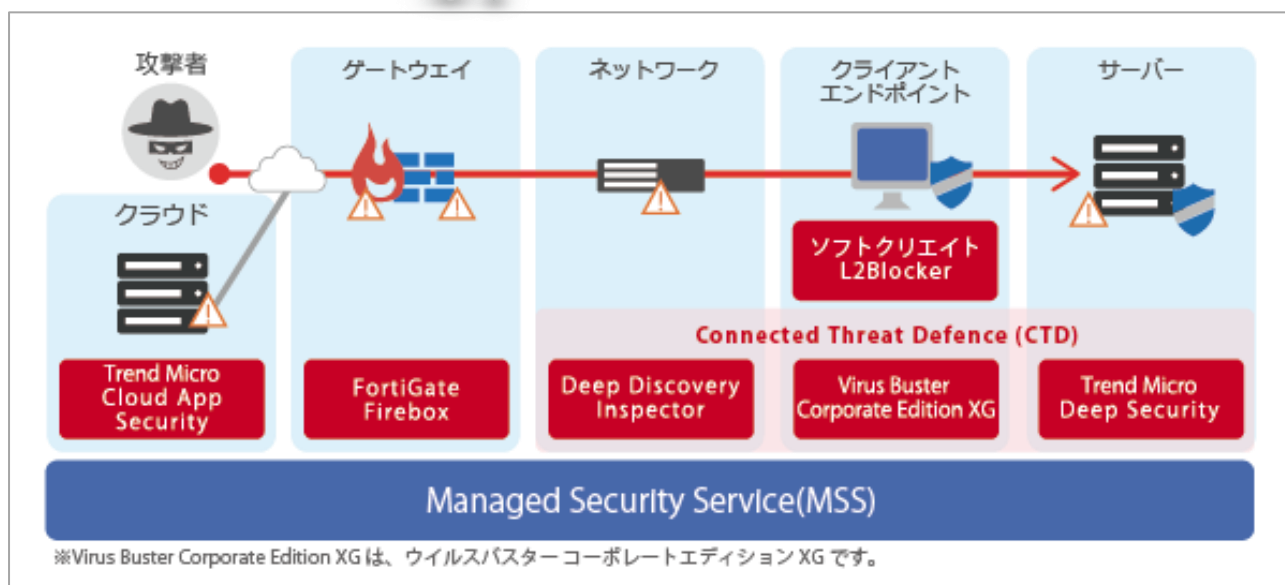 攻撃者
ゲートウェイ
ネットワーク
クライアント
エンドポイント
サーバー
クラウド
ソフトクリエイト
L2Blocker
Connected Threat Defence (CTD)
Trend Micro
Cloud App
Security
FortiGate
Firebox
Deep Discovery
Inspector
Virus Buster
Corporate Edition XG
Trend Micro
Deep Security
Managed Security Service(MSS)
※Virus Buster Corporate Edition XG は、ウイルスバスター コーポレートエディション XG です。